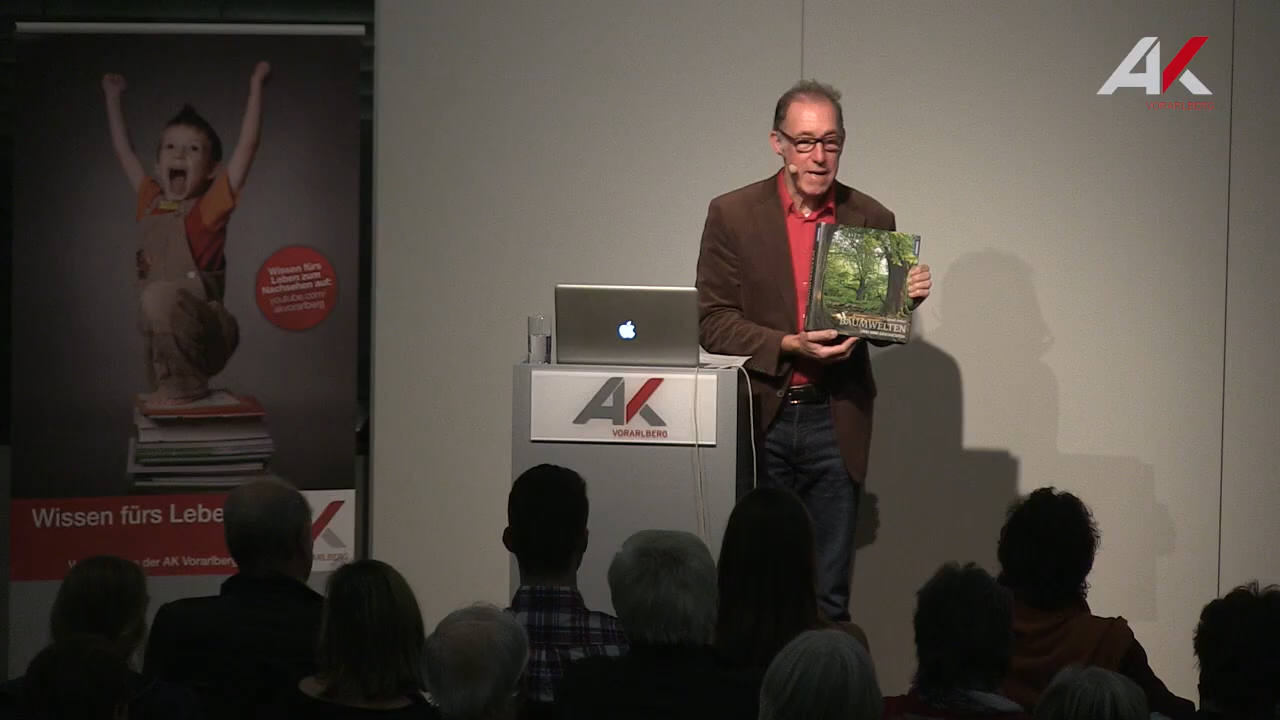 AK
VORARLBERG
Wissen fürs
Leben zum
Nachsehen auf:
youtube.com/
akvorarlberg
BAUMWELTEN
AK
VORARLBERG
Wissen fürs Lebe
der AK Vorarlberg
VORARLBERG